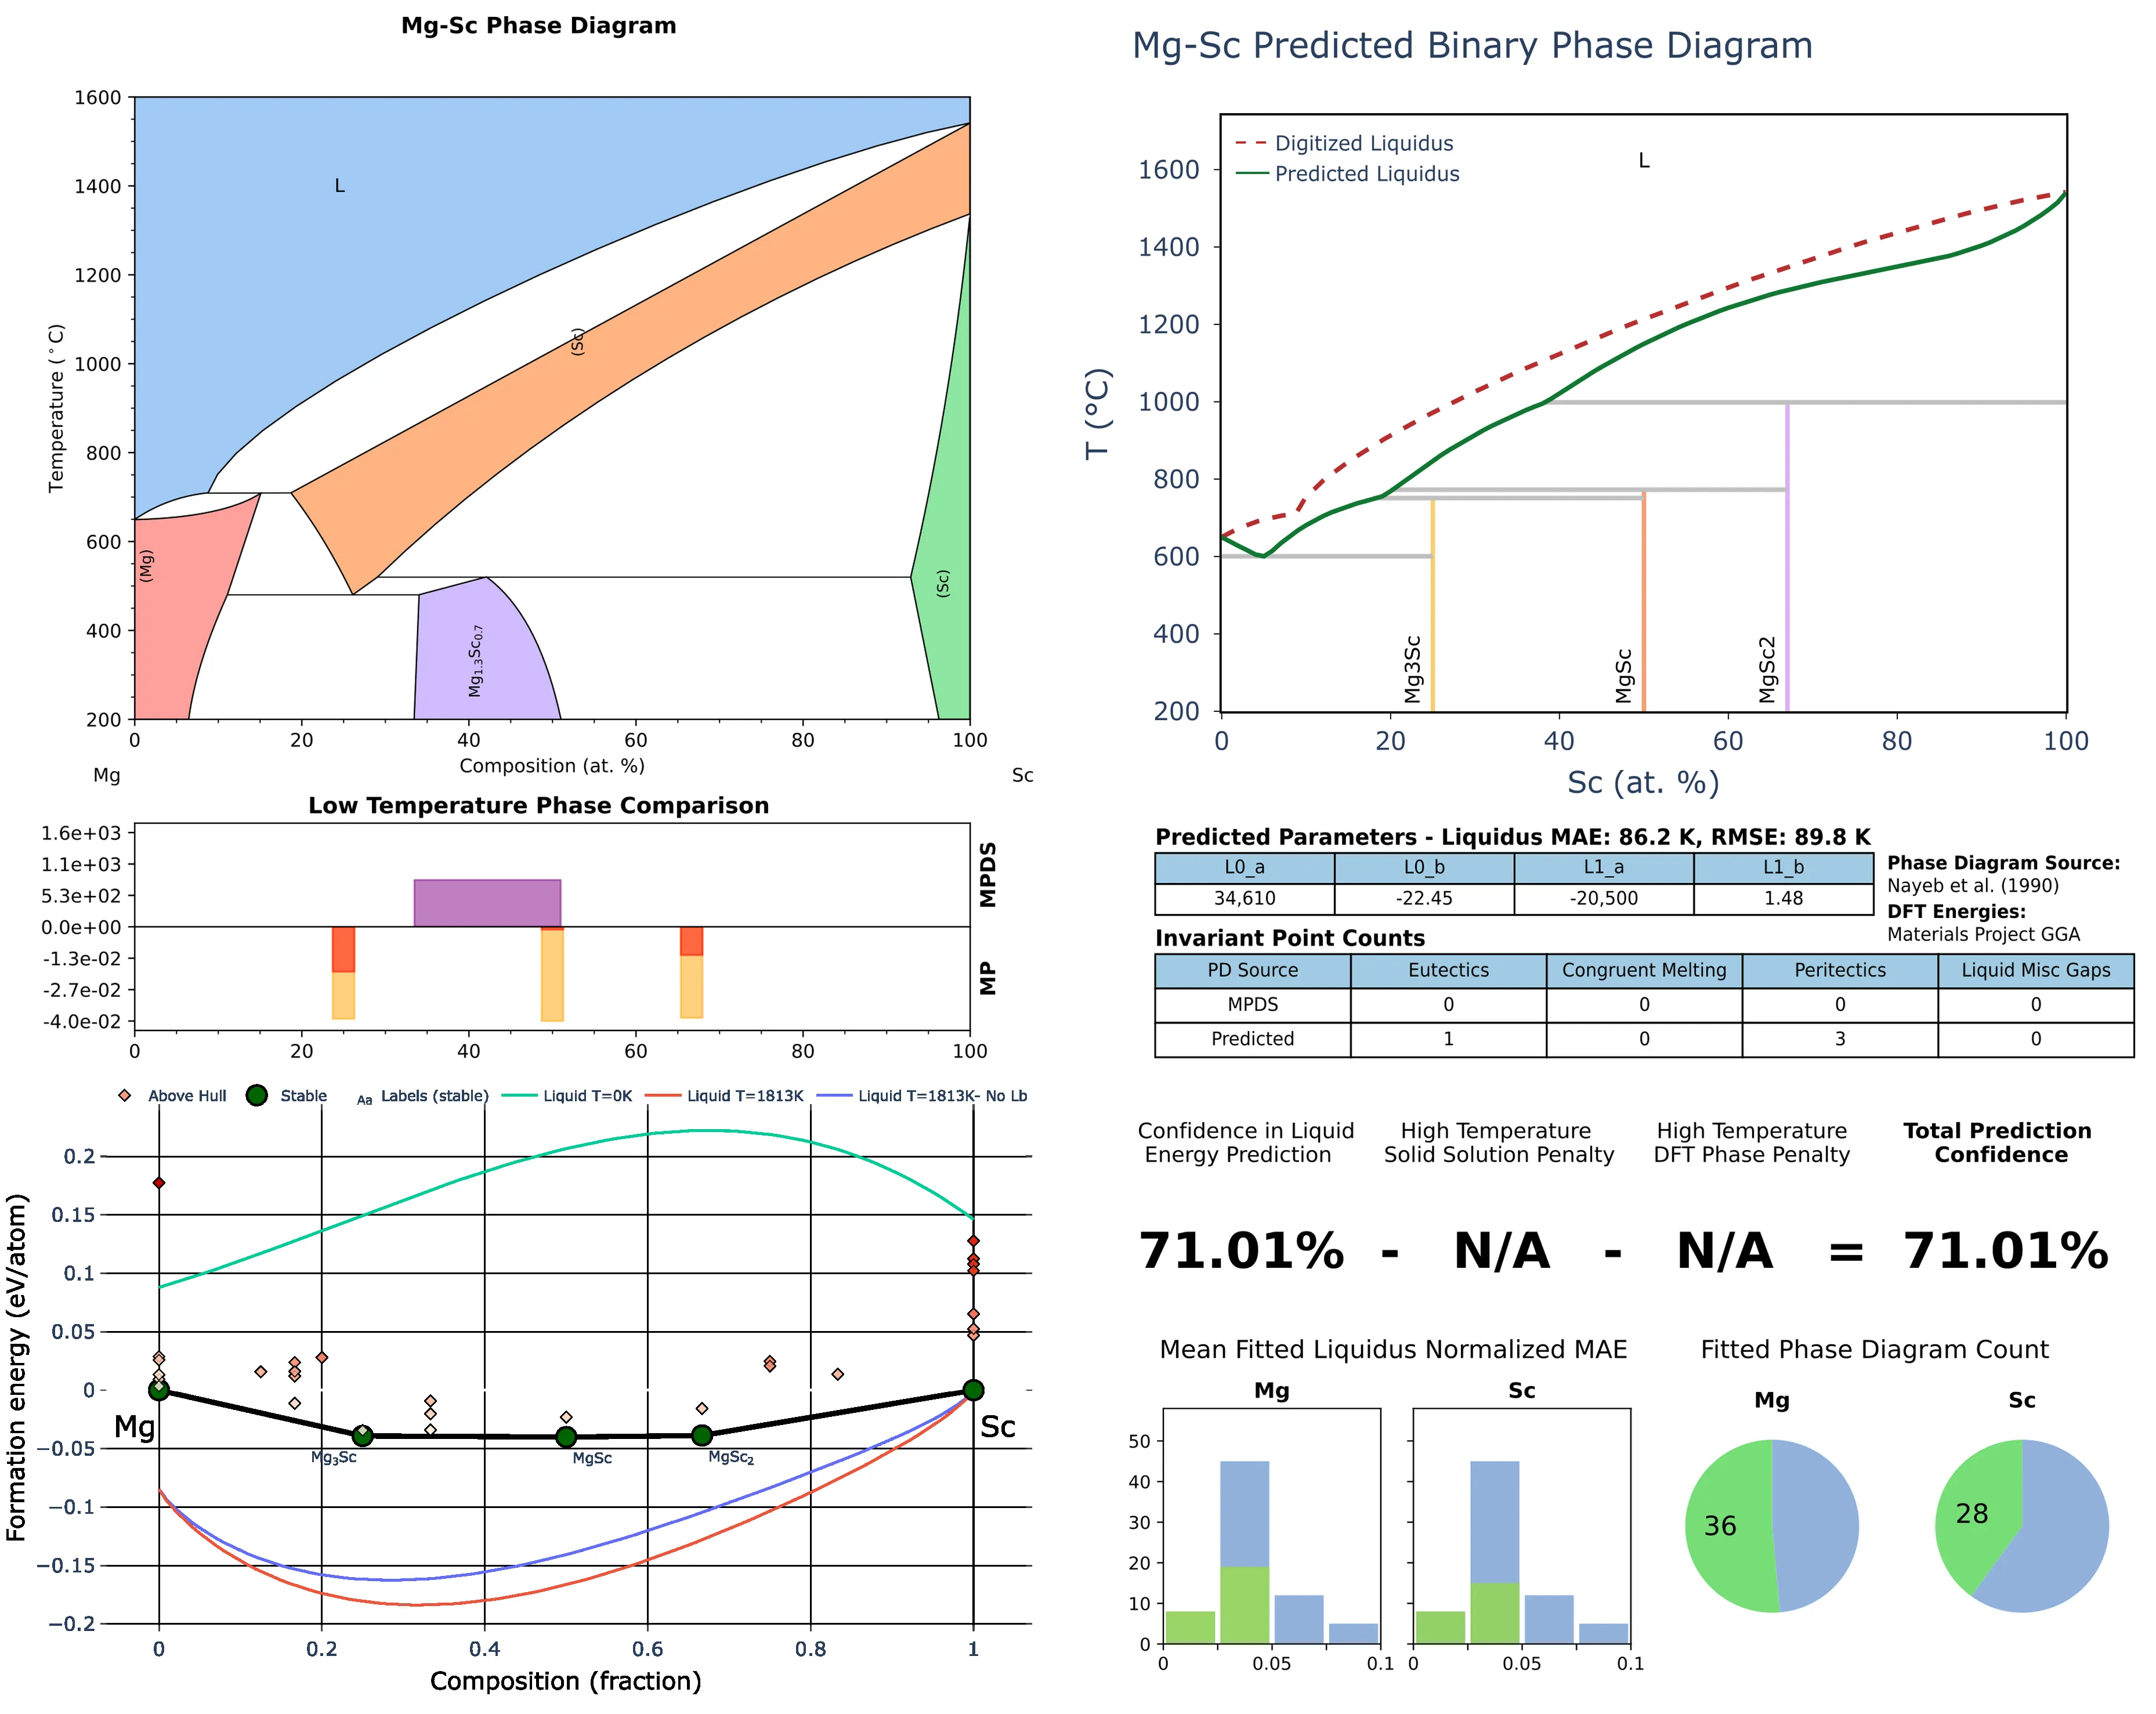 Mg-Sc Phase Diagram
1600
1400
1200
1000
800
600
400
200
Temperature (°C)
L
(Sc)
(Mg)
Mg1.3Sc0.7
(Sc)
0 20 40 60 80 100
Composition (at. %)
Mg Sc
Low Temperature Phase Comparison
1.6e+03
1.1e+03
5.3e+02
0.0e+00
-1.3e-02
-2.7e-02
-4.0e-02
MPDS
MP
0 20 40 60 80 100
Above Hull Stable Aa Labels (stable) Liquid T=0K Liquid T=1813K Liquid T=1813K- No Lb
0.2
0.15
0.1
0.05
0
−0.05
−0.1
−0.15
−0.2
Formation energy (eV/atom)
Mg Sc
Mg3Sc MgSc MgSc2
0 0.2 0.4 0.6 0.8 1
Composition (fraction)
Mg-Sc Predicted Binary Phase Diagram
Digitized Liquidus
Predicted Liquidus
L
1600
1400
1200
1000
800
600
400
200
T (°C)
Mg3Sc
MgSc
MgSc2
0 20 40 60 80 100
Sc (at. %)
Predicted Parameters - Liquidus MAE: 86.2 K, RMSE: 89.8 K
L0_a L0_b L1_a L1_b
34,610 -22.45 -20,500 1.48
Phase Diagram Source:
Nayeb et al. (1990)
DFT Energies:
Materials Project GGA
Invariant Point Counts
PD Source Eutectics Congruent Melting Peritectics Liquid Misc Gaps
MPDS 0 0 0 0
Predicted 1 0 3 0
Confidence in Liquid Energy Prediction
High Temperature Solid Solution Penalty
High Temperature DFT Phase Penalty
Total Prediction Confidence
71.01% - N/A - N/A = 71.01%
Mean Fitted Liquidus Normalized MAE
Mg Sc
50
40
30
20
10
0
0 0.05 0.1 0 0.05 0.1
Fitted Phase Diagram Count
Mg Sc
36 28